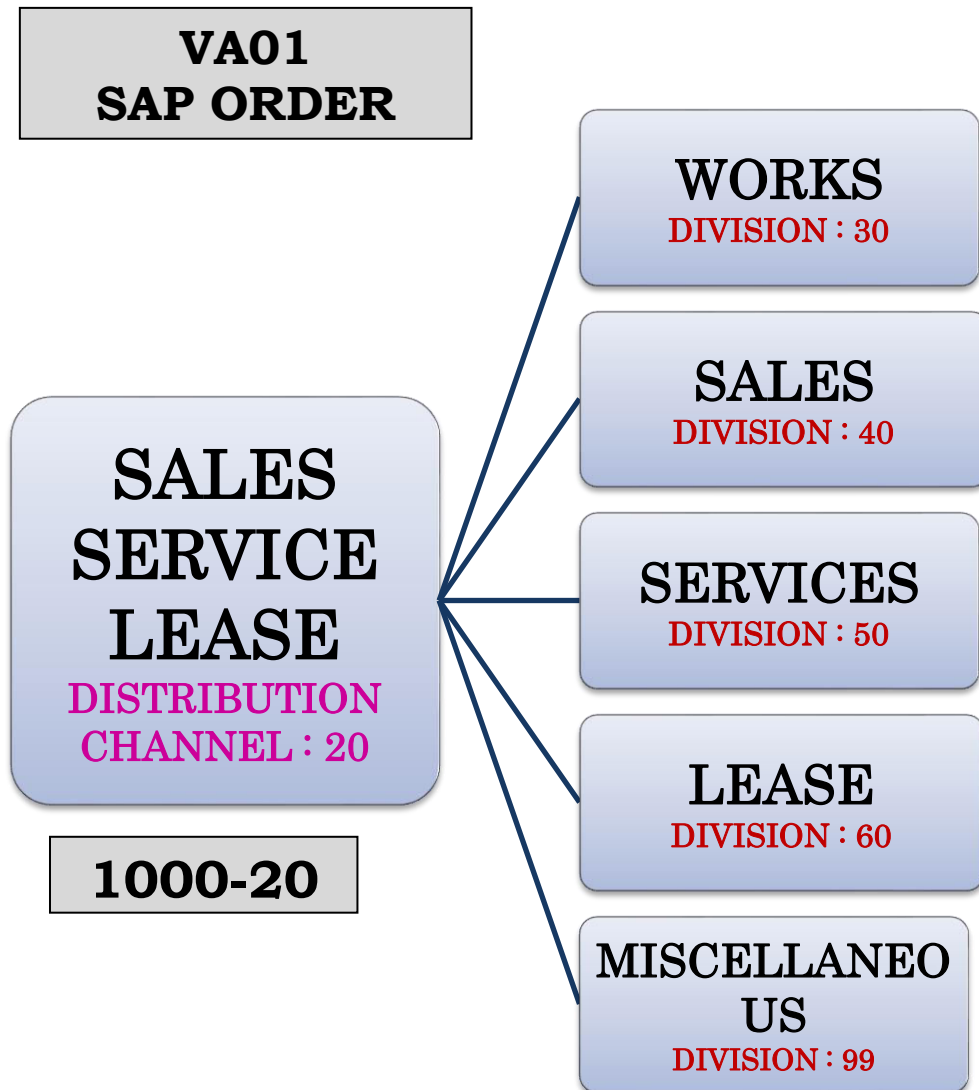 VA01
SAP ORDER
WORKS
DIVISION : 30
SALES
DIVISION : 40
SALES
SERVICE
LEASE
DISTRIBUTION
CHANNEL : 20
SERVICES
DIVISION : 50
LEASE
DIVISION : 60
1000-20
MISCELLANEO
US
DIVISION : 99